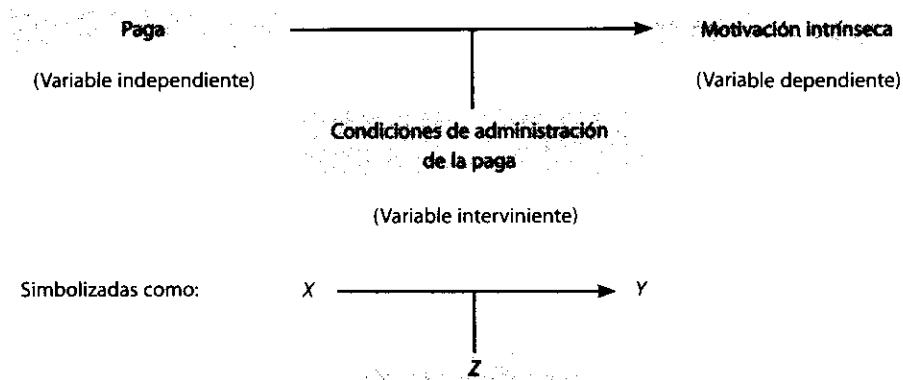 Paga Motivación intrínseca
(Variable independiente) (Variable dependiente)
Condiciones de administración
de la paga
(Variable interviniente)
Simbolizadas como: X Y
Z